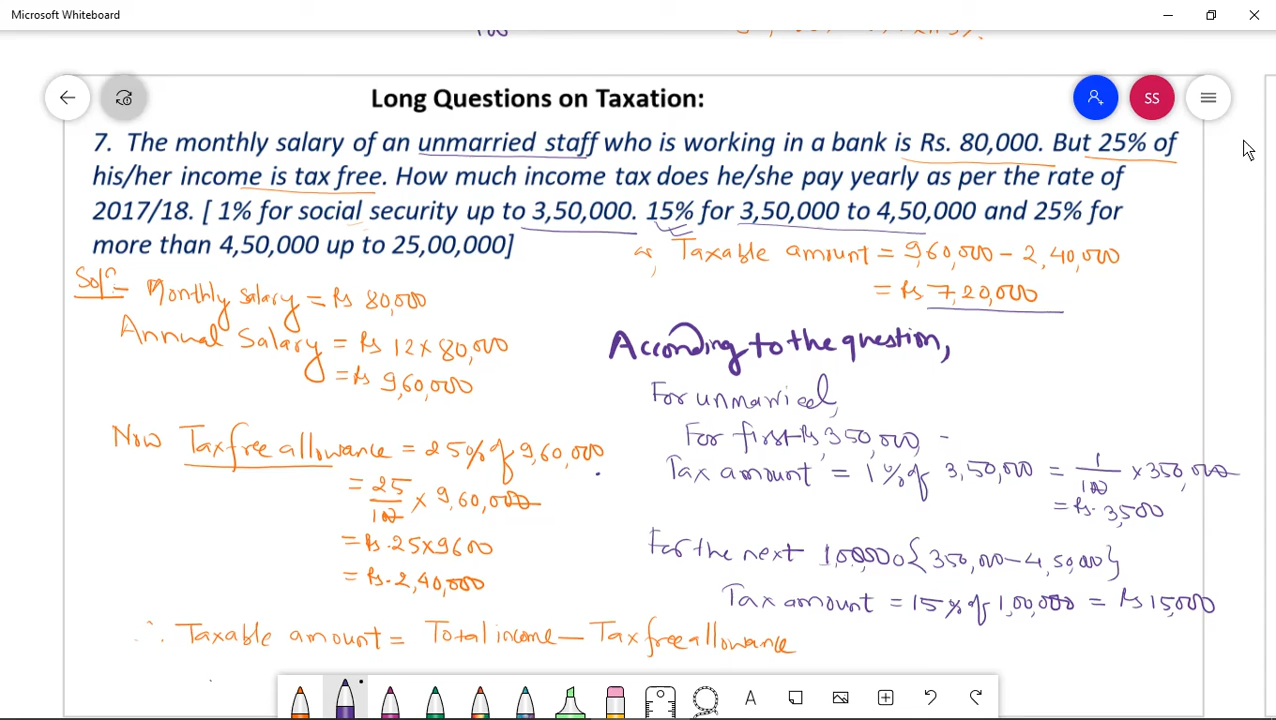 Microsoft Whiteboard
Long Questions on Taxation:
SS
7. The monthly salary of an unmarried staff who is working in a bank is Rs. 80,000. But 25% of
his/her income is tax free. How much income tax does he/she pay yearly as per the rate of
2017/18. [ 1% for social security up to 3,50,000. 15% for 3,50,000 to 4,50,000 and 25% for
more than 4,50,000 up to 25,00,000]
Solⁿ:-
Monthly salary = Rs 80,000
Annual Salary = Rs 12 × 80,000
= Rs 9,60,000
Now Taxfree allowance = 25% of 9,60,000
= 25/100 × 9,60,000
= Rs. 25×9600
= Rs. 2,40,000
∴ Taxable amount = Total income — Taxfree allowance
Taxable amount = 9,60,000 − 2,40,000
= Rs 7,20,000
According to the question,
For unmarried,
For first Rs 350,000, -
Tax amount = 1% of 3,50,000 = 1/100 × 350,000
= Rs. 3,500
For the next 100000 {350,000 – 4,50,000}
Tax amount = 15% of 1,00,000 = Rs 15,000
A